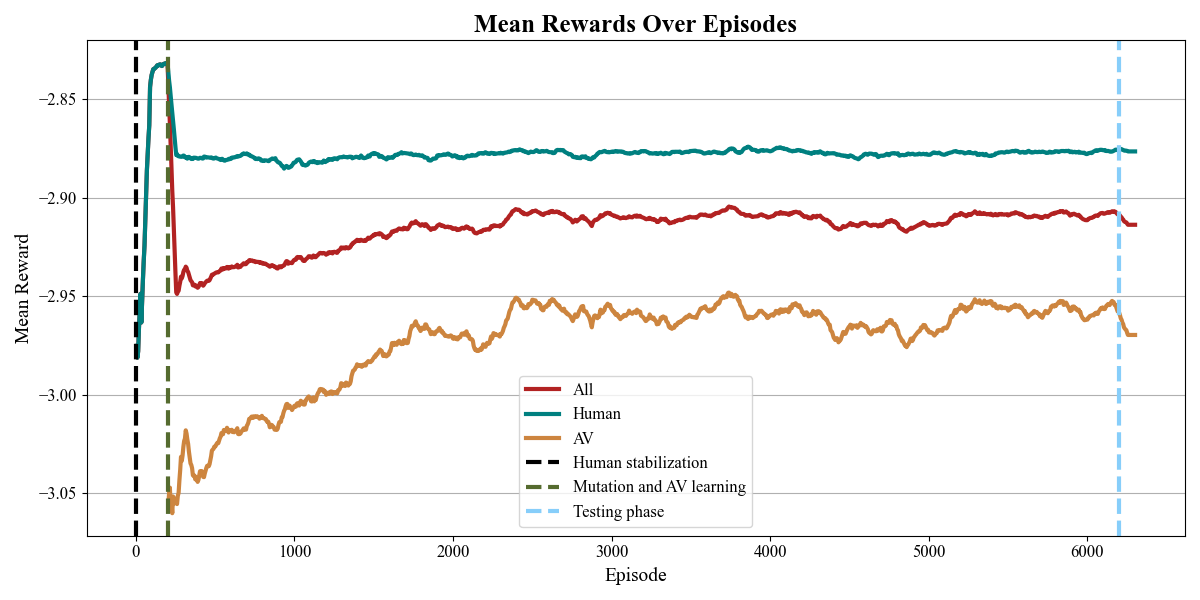 Mean Rewards Over Episodes
Mean Reward
−2.85
−2.90
−2.95
−3.00
−3.05
All
Human
AV
Human stabilization
Mutation and AV learning
Testing phase
0 1000 2000 3000 4000 5000 6000
Episode